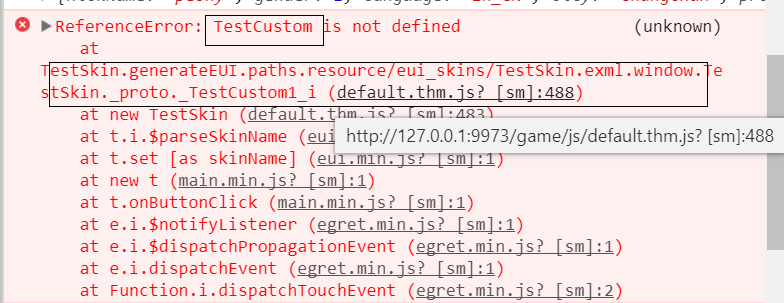 ReferenceError: TestCustom is not defined (unknown)
at
TestSkin.generateEUI.paths.resource/eui_skins/TestSkin.exml.window.Te
stSkin._proto._TestCustom1_i (default.thm.js? [sm]:488)
at new TestSkin (default.thm.js? [sm]:483)
http://127.0.0.1:9973/game/js/default.thm.js? [sm]:488
at t.i.$parseSkinName (eui
at t.set [as skinName] (eui.min.js? [sm]:1)
at new t (main.min.js? [sm]:1)
at t.onButtonClick (main.min.js? [sm]:1)
at e.i.$notifyListener (egret.min.js? [sm]:1)
at e.i.$dispatchPropagationEvent (egret.min.js? [sm]:1)
at e.i.dispatchEvent (egret.min.js? [sm]:1)
at Function.i.dispatchTouchEvent (egret.min.js? [sm]:2)